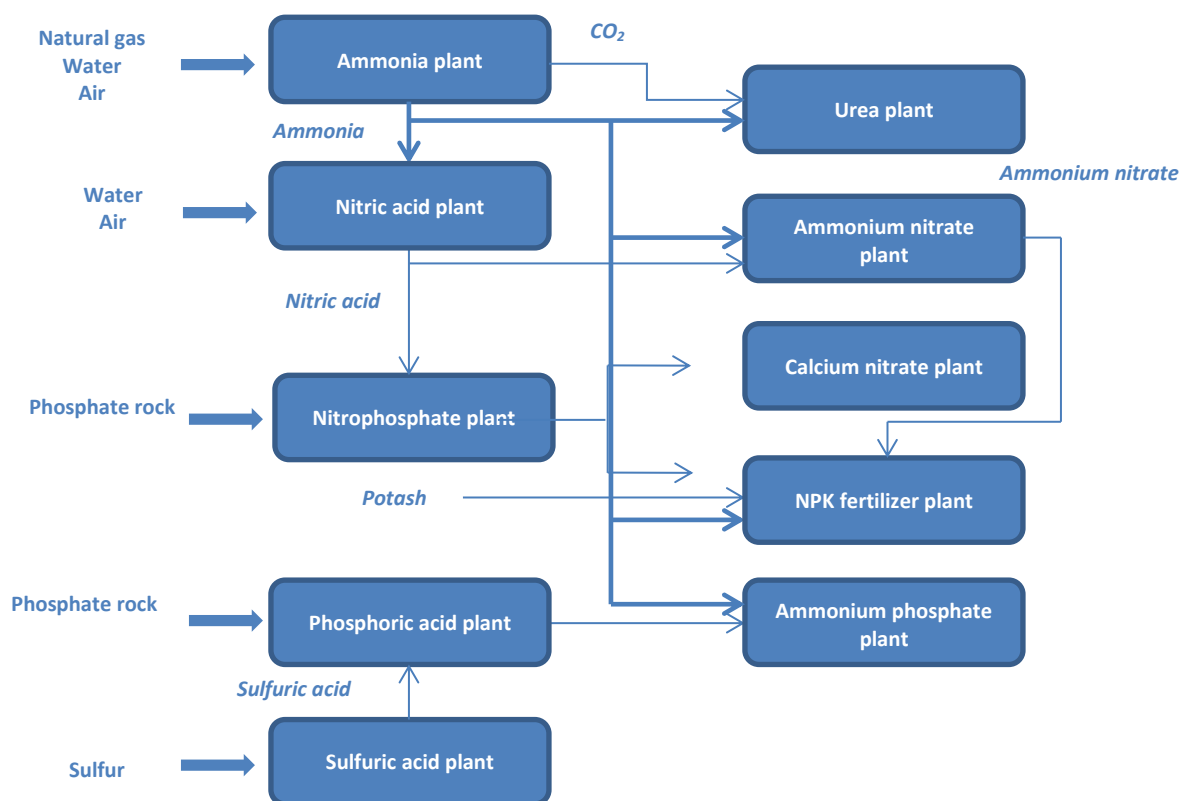 CO₂
Natural gas
Water
Air
Ammonia plant
Urea plant
Ammonia
Ammonium nitrate
Water
Air
Nitric acid plant
Ammonium nitrate
plant
Nitric acid
Calcium nitrate plant
Phosphate rock
Nitrophosphate plant
Potash
NPK fertilizer plant
Phosphate rock
Phosphoric acid plant
Ammonium phosphate
plant
Sulfuric acid
Sulfur
Sulfuric acid plant